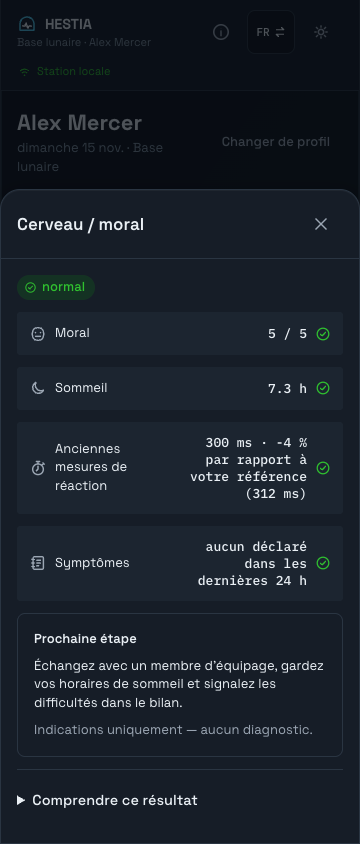 HESTIA
Base lunaire · Alex Mercer
FR
Station locale
Alex Mercer
dimanche 15 nov. · Base
lunaire
Changer de profil
Cerveau / moral
normal
Moral
5 / 5
Sommeil
7.3 h
Anciennes
mesures de
réaction
300 ms · -4 %
par rapport à
votre référence
(312 ms)
Symptômes
aucun déclaré
dans les
dernières 24 h
Prochaine étape
Échangez avec un membre d'équipage, gardez
vos horaires de sommeil et signalez les
difficultés dans le bilan.
Indications uniquement — aucun diagnostic.
Comprendre ce résultat